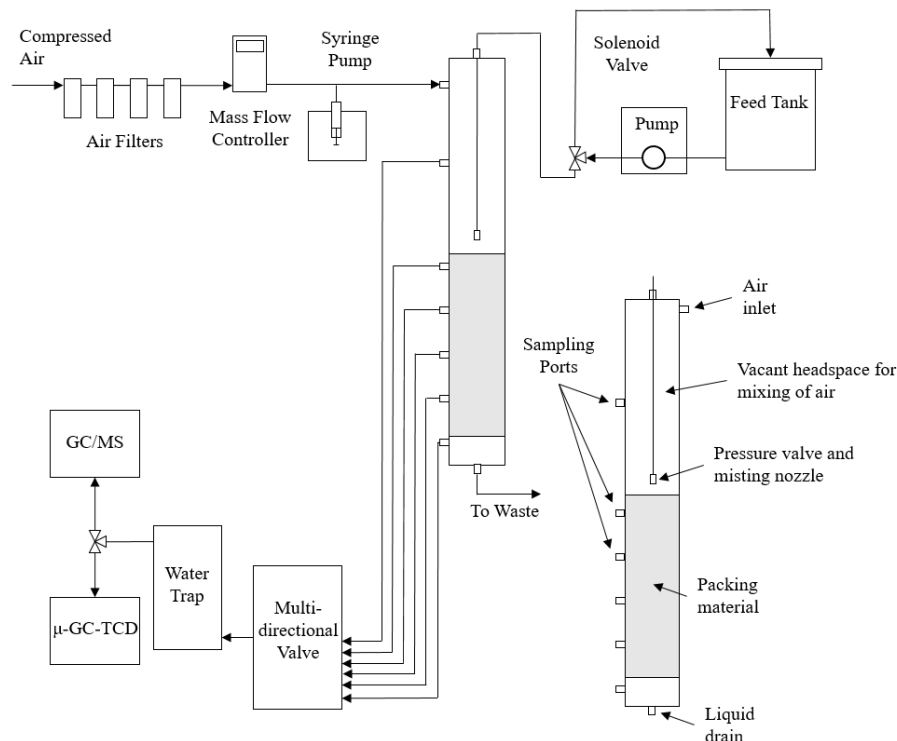 Compressed
Air
Air Filters
Mass Flow
Controller
Syringe
Pump
Solenoid
Valve
Pump
Feed Tank
To Waste
GC/MS
μ-GC-TCD
Water
Trap
Multi-
directional
Valve
Sampling
Ports
Air
inlet
Vacant headspace for
mixing of air
Pressure valve and
misting nozzle
Packing
material
Liquid
drain